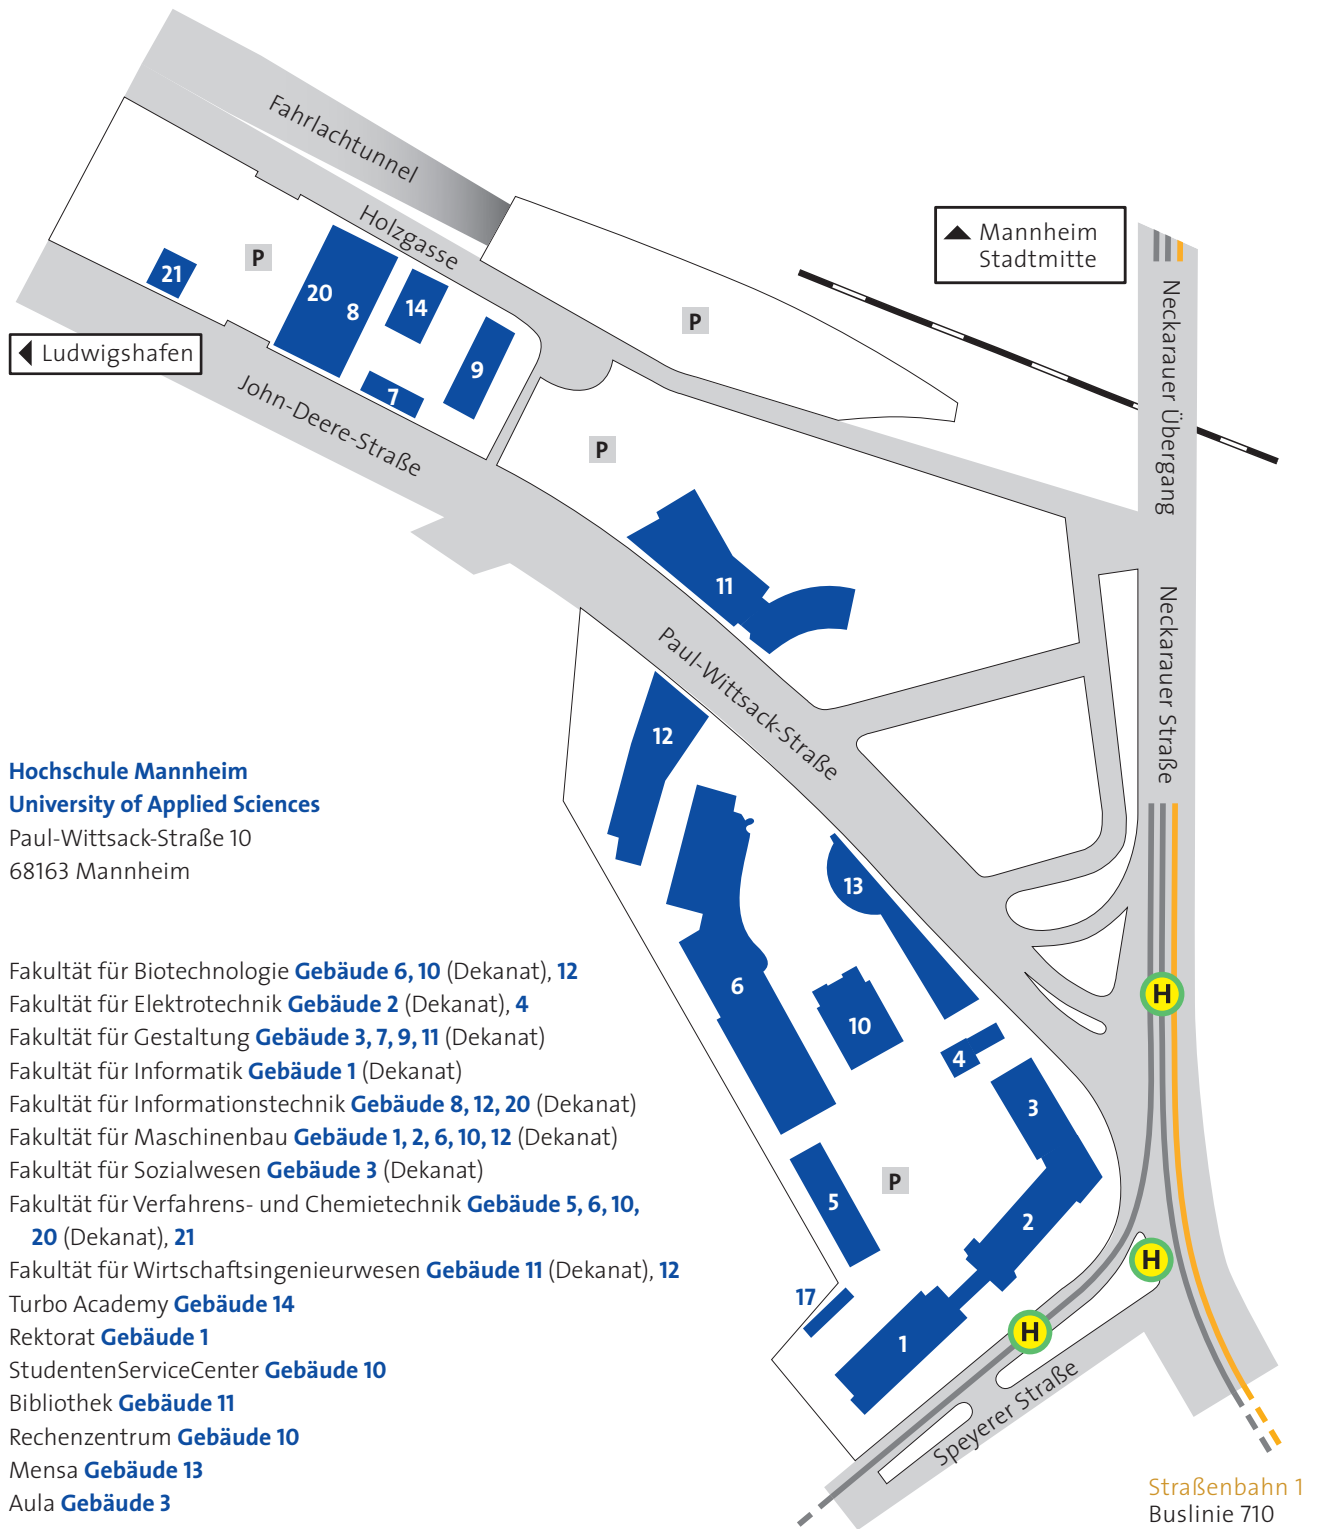 Fahrlachtunnel
Holzgasse
Mannheim
Stadtmitte
21
P
20
8
14
9
7
P
Neckarauer Übergang
Ludwigshafen
John-Deere-Straße
P
11
Neckarauer Straße
Paul-Wittsack-Straße
12
13
6
10
4
3
H
P
5
2
H
17
1
H
Speyerer Straße
Hochschule Mannheim
University of Applied Sciences
Paul-Wittsack-Straße 10
68163 Mannheim
Fakultät für Biotechnologie Gebäude 6, 10 (Dekanat), 12
Fakultät für Elektrotechnik Gebäude 2 (Dekanat), 4
Fakultät für Gestaltung Gebäude 3, 7, 9, 11 (Dekanat)
Fakultät für Informatik Gebäude 1 (Dekanat)
Fakultät für Informationstechnik Gebäude 8, 12, 20 (Dekanat)
Fakultät für Maschinenbau Gebäude 1, 2, 6, 10, 12 (Dekanat)
Fakultät für Sozialwesen Gebäude 3 (Dekanat)
Fakultät für Verfahrens- und Chemietechnik Gebäude 5, 6, 10,
20 (Dekanat), 21
Fakultät für Wirtschaftsingenieurwesen Gebäude 11 (Dekanat), 12
Turbo Academy Gebäude 14
Rektorat Gebäude 1
StudentenServiceCenter Gebäude 10
Bibliothek Gebäude 11
Rechenzentrum Gebäude 10
Mensa Gebäude 13
Aula Gebäude 3
Straßenbahn 1
Buslinie 710